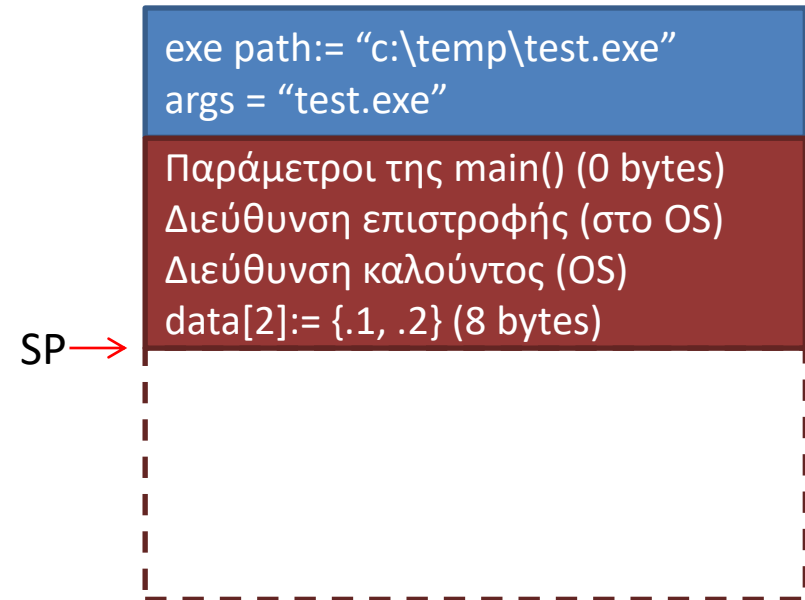 exe path:= “c:\temp\test.exe”
args = “test.exe”
Παράμετροι της main() (0 bytes)
Διεύθυνση επιστροφής (στο OS)
Διεύθυνση καλούντος (OS)
data[2]:= {.1, .2} (8 bytes)
SP